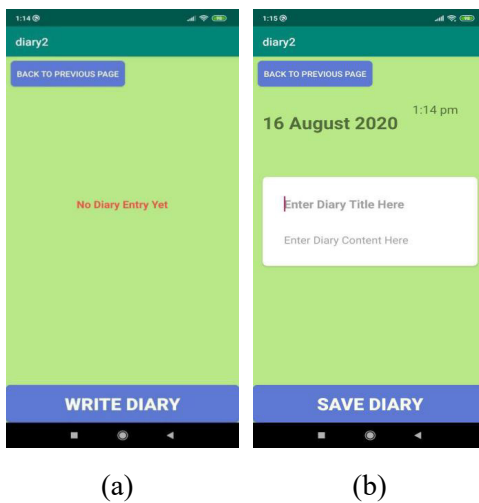 1:14
diary2
BACK TO PREVIOUS PAGE
No Diary Entry Yet
WRITE DIARY
(a)
1:15
diary2
BACK TO PREVIOUS PAGE
1:14 pm
16 August 2020
Enter Diary Title Here
Enter Diary Content Here
SAVE DIARY
(b)